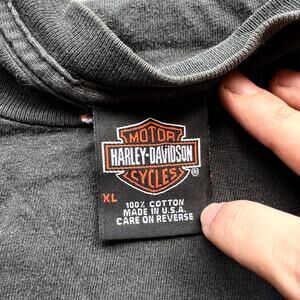 MOTOR
HARLEY-DAVIDSON
CYCLES
®
XL
100% COTTON
MADE IN U.S.A.
CARE ON REVERSE